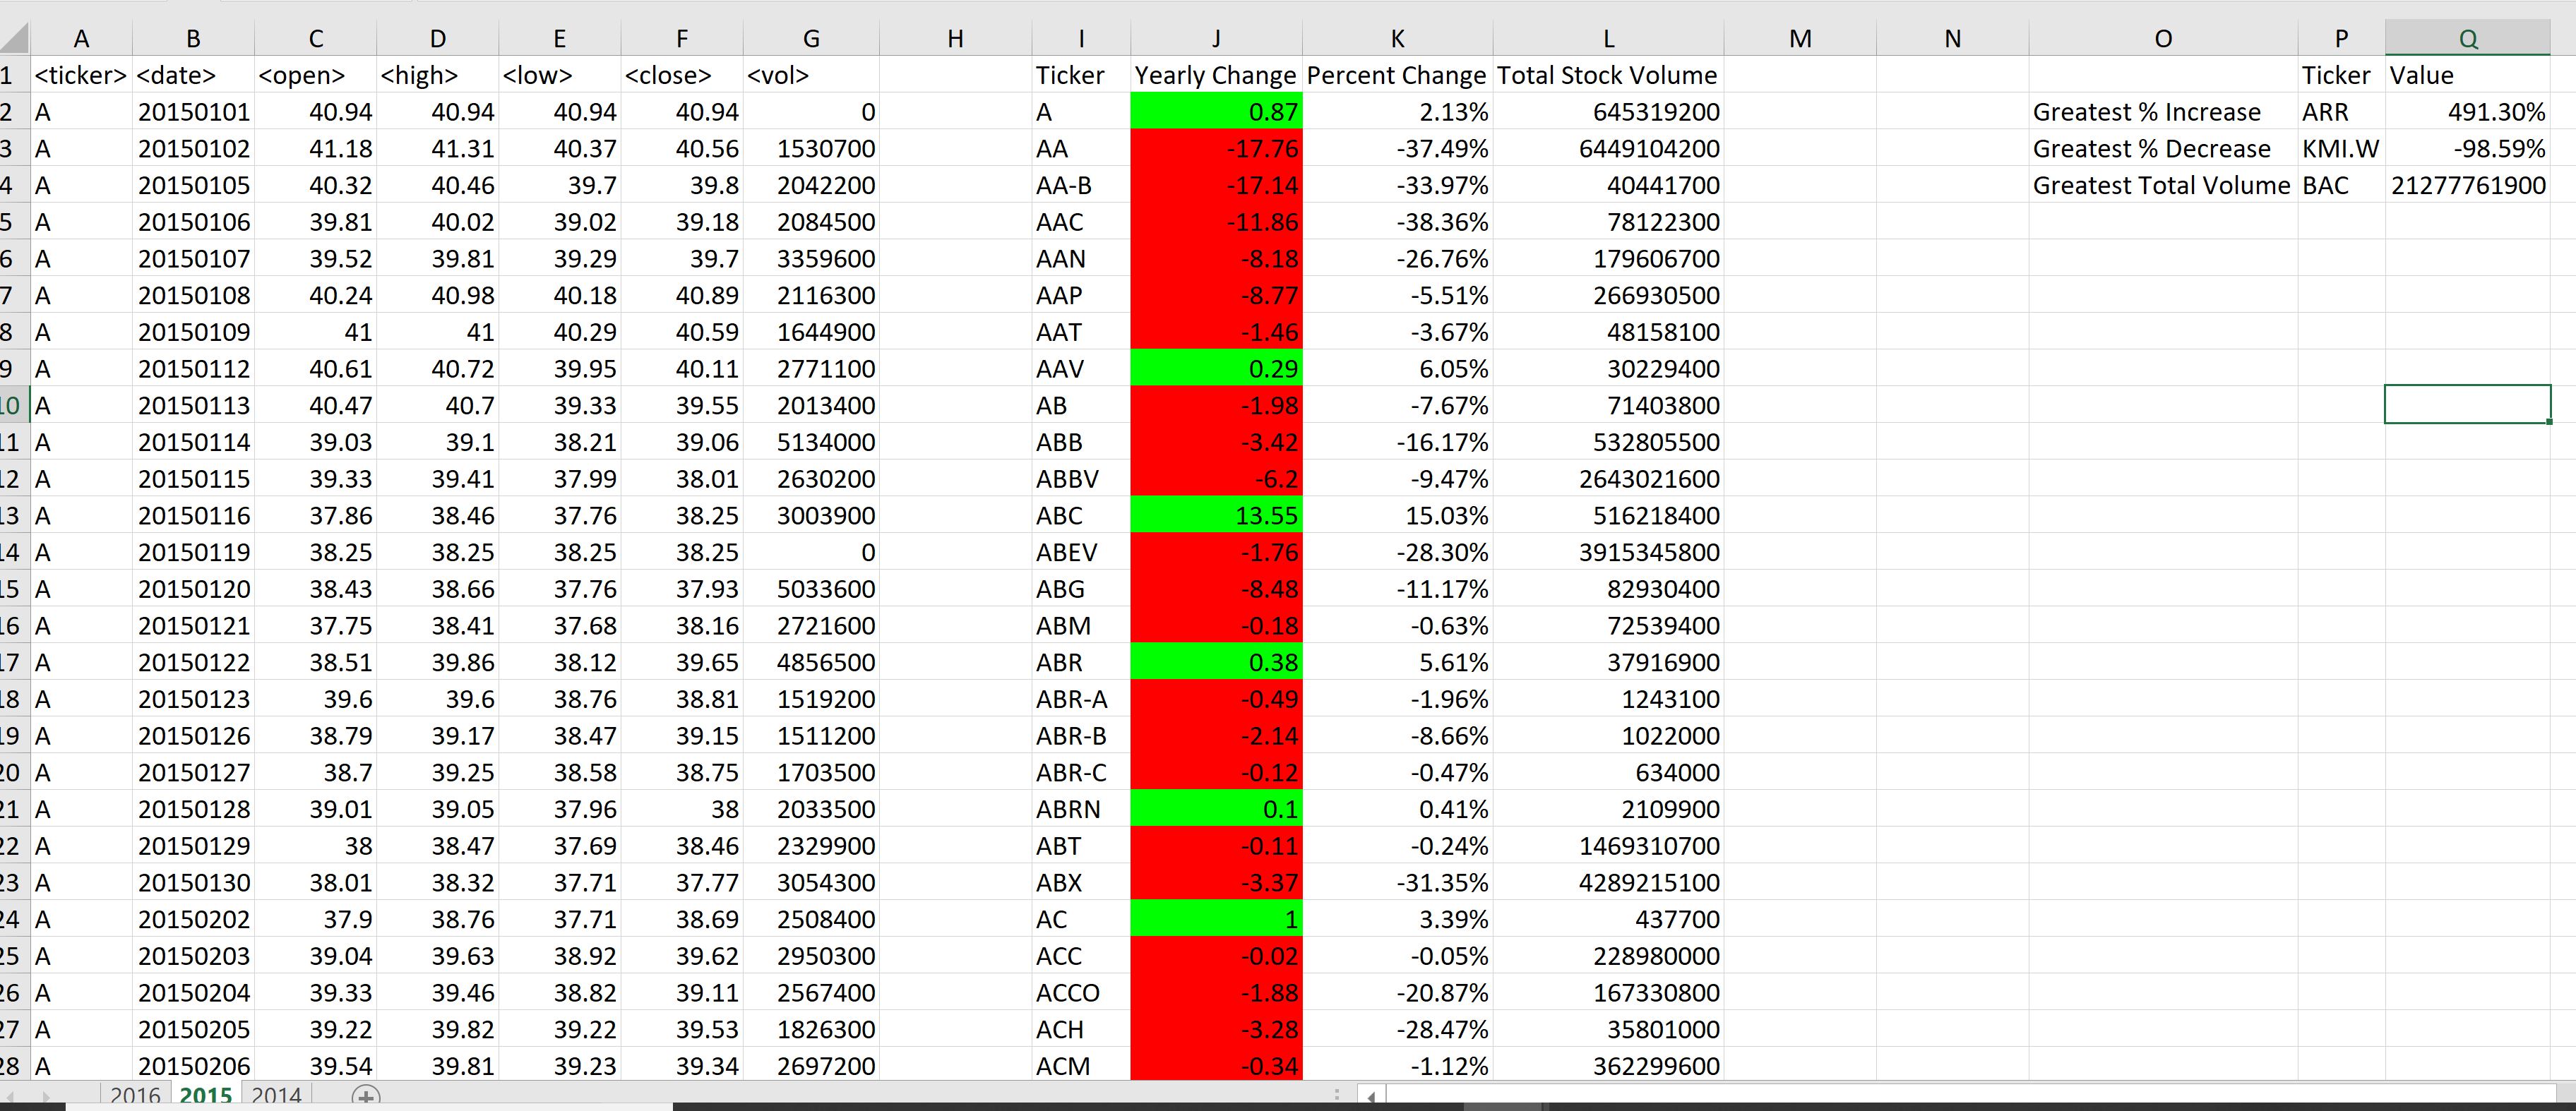 A B C D E F G H I J K L M N O P Q
1 <ticker> <date> <open> <high> <low> <close> <vol> Ticker Yearly Change Percent Change Total Stock Volume Ticker Value
2 A 20150101 40.94 40.94 40.94 40.94 0 A 0.87 2.13% 645319200 Greatest % Increase ARR 491.30%
3 A 20150102 41.18 41.31 40.37 40.56 1530700 AA -17.76 -37.49% 6449104200 Greatest % Decrease KMI.W -98.59%
4 A 20150105 40.32 40.46 39.7 39.8 2042200 AA-B -17.14 -33.97% 40441700 Greatest Total Volume BAC 21277761900
5 A 20150106 39.81 40.02 39.02 39.18 2084500 AAC -11.86 -38.36% 78122300
6 A 20150107 39.52 39.81 39.29 39.7 3359600 AAN -8.18 -26.76% 179606700
7 A 20150108 40.24 40.98 40.18 40.89 2116300 AAP -8.77 -5.51% 266930500
8 A 20150109 41 41 40.29 40.59 1644900 AAT -1.46 -3.67% 48158100
9 A 20150112 40.61 40.72 39.95 40.11 2771100 AAV 0.29 6.05% 30229400
10 A 20150113 40.47 40.7 39.33 39.55 2013400 AB -1.98 -7.67% 71403800
11 A 20150114 39.03 39.1 38.21 39.06 5134000 ABB -3.42 -16.17% 532805500
12 A 20150115 39.33 39.41 37.99 38.01 2630200 ABBV -6.2 -9.47% 2643021600
13 A 20150116 37.86 38.46 37.76 38.25 3003900 ABC 13.55 15.03% 516218400
14 A 20150119 38.25 38.25 38.25 38.25 0 ABEV -1.76 -28.30% 3915345800
15 A 20150120 38.43 38.66 37.76 37.93 5033600 ABG -8.48 -11.17% 82930400
16 A 20150121 37.75 38.41 37.68 38.16 2721600 ABM -0.18 -0.63% 72539400
17 A 20150122 38.51 39.86 38.12 39.65 4856500 ABR 0.38 5.61% 37916900
18 A 20150123 39.6 39.6 38.76 38.81 1519200 ABR-A -0.49 -1.96% 1243100
19 A 20150126 38.79 39.17 38.47 39.15 1511200 ABR-B -2.14 -8.66% 1022000
20 A 20150127 38.7 39.25 38.58 38.75 1703500 ABR-C -0.12 -0.47% 634000
21 A 20150128 39.01 39.05 37.96 38 2033500 ABRN 0.1 0.41% 2109900
22 A 20150129 38 38.47 37.69 38.46 2329900 ABT -0.11 -0.24% 1469310700
23 A 20150130 38.01 38.32 37.71 37.77 3054300 ABX -3.37 -31.35% 4289215100
24 A 20150202 37.9 38.76 37.71 38.69 2508400 AC 1 3.39% 437700
25 A 20150203 39.04 39.63 38.92 39.62 2950300 ACC -0.02 -0.05% 228980000
26 A 20150204 39.33 39.46 38.82 39.11 2567400 ACCO -1.88 -20.87% 167330800
27 A 20150205 39.22 39.82 39.22 39.53 1826300 ACH -3.28 -28.47% 35801000
28 A 20150206 39.54 39.81 39.23 39.34 2697200 ACM -0.34 -1.12% 362299600
2016 2015 2014